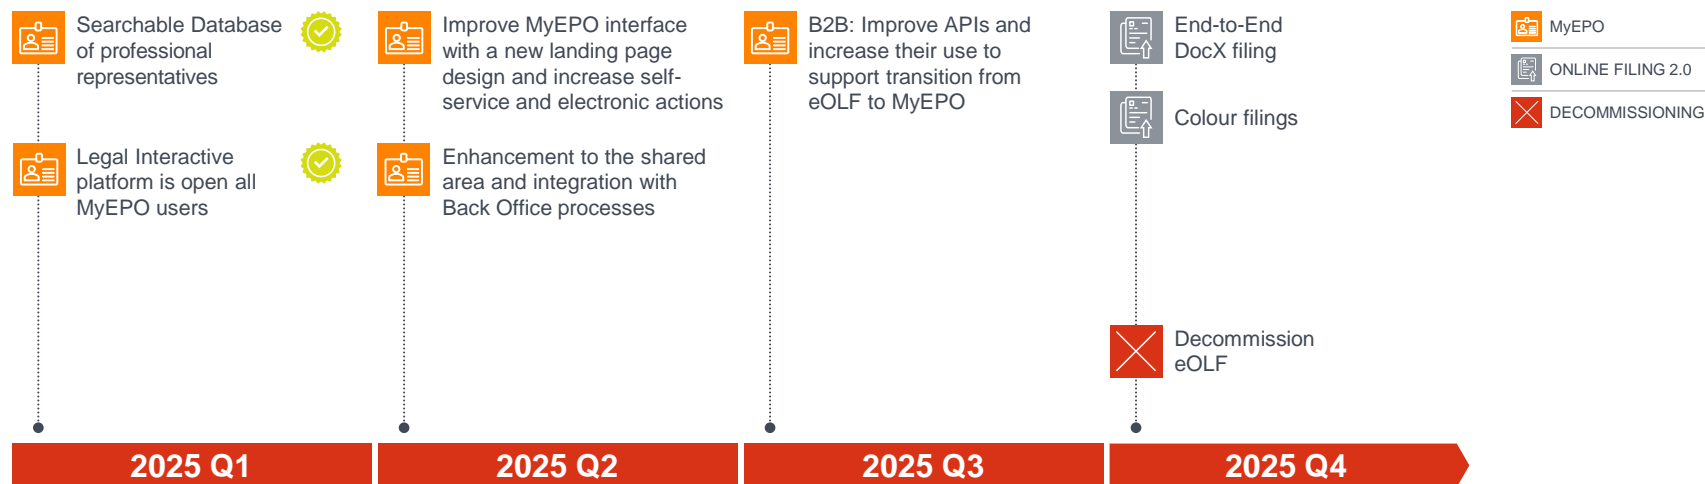 Searchable Database
of professional
representatives
Legal Interactive
platform is open all
MyEPO users
Improve MyEPO interface
with a new landing page
design and increase self-
service and electronic actions
Enhancement to the shared
area and integration with
Back Office processes
B2B: Improve APIs and
increase their use to
support transition from
eOLF to MyEPO
End-to-End
DocX filing
Colour filings
Decommission
eOLF
MyEPO
ONLINE FILING 2.0
DECOMMISSIONING
2025 Q1
2025 Q2
2025 Q3
2025 Q4